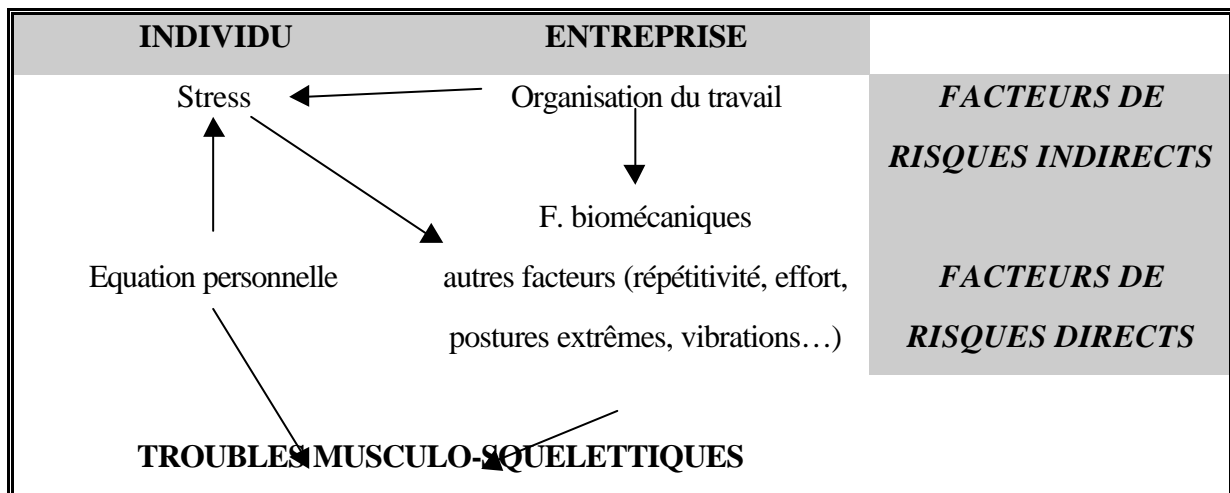 INDIVIDU ENTREPRISE
Stress Organisation du travail FACTEURS DE
RISQUES INDIRECTS
F. biomécaniques
Equation personnelle autres facteurs (répétitivité, effort, FACTEURS DE
postures extrêmes, vibrations…) RISQUES DIRECTS
TROUBLES MUSCULO-SQUELETTIQUES